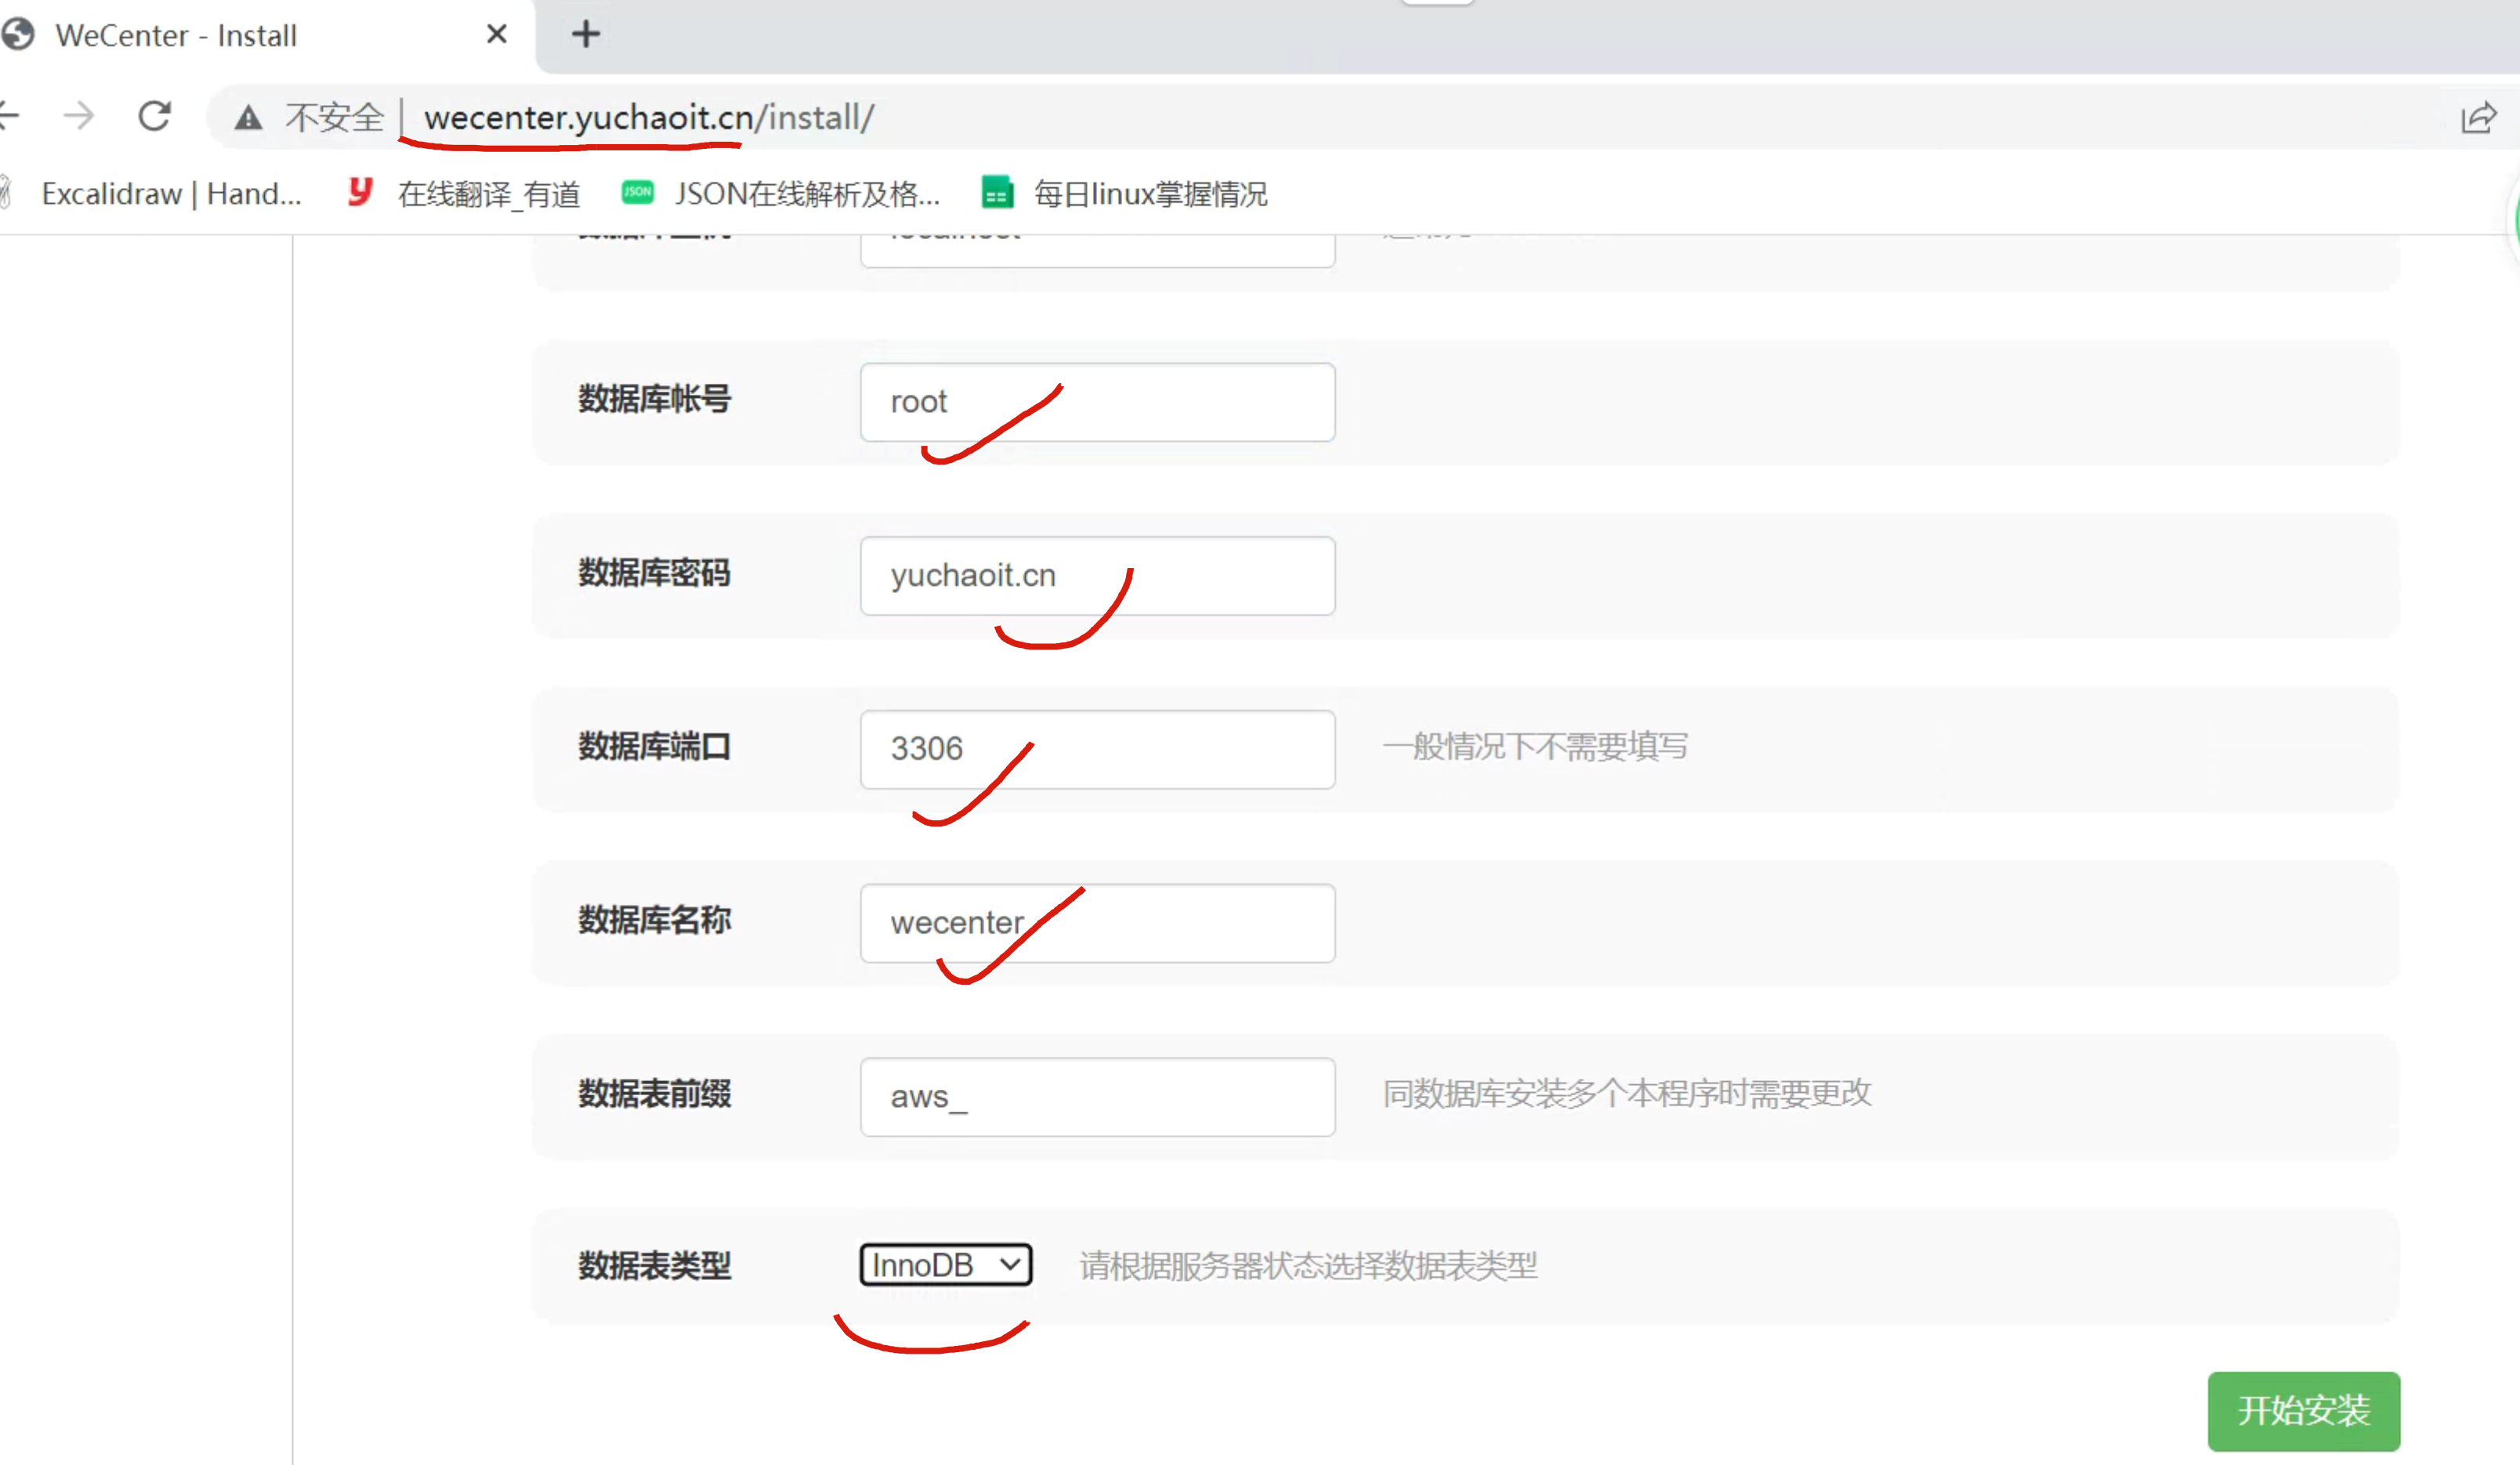 WeCenter - Install
不安全 wecenter.yuchaoit.cn/install/
Excalidraw | Hand... 在线翻译_有道 JSON JSON在线解析及格... 每日linux掌握情况
数据库帐号 root
数据库密码 yuchaoit.cn
数据库端口 3306 一般情况下不需要填写
数据库名称 wecenter
数据表前缀 aws_ 同数据库安装多个本程序时需要更改
数据表类型 InnoDB 请根据服务器状态选择数据表类型
开始安装